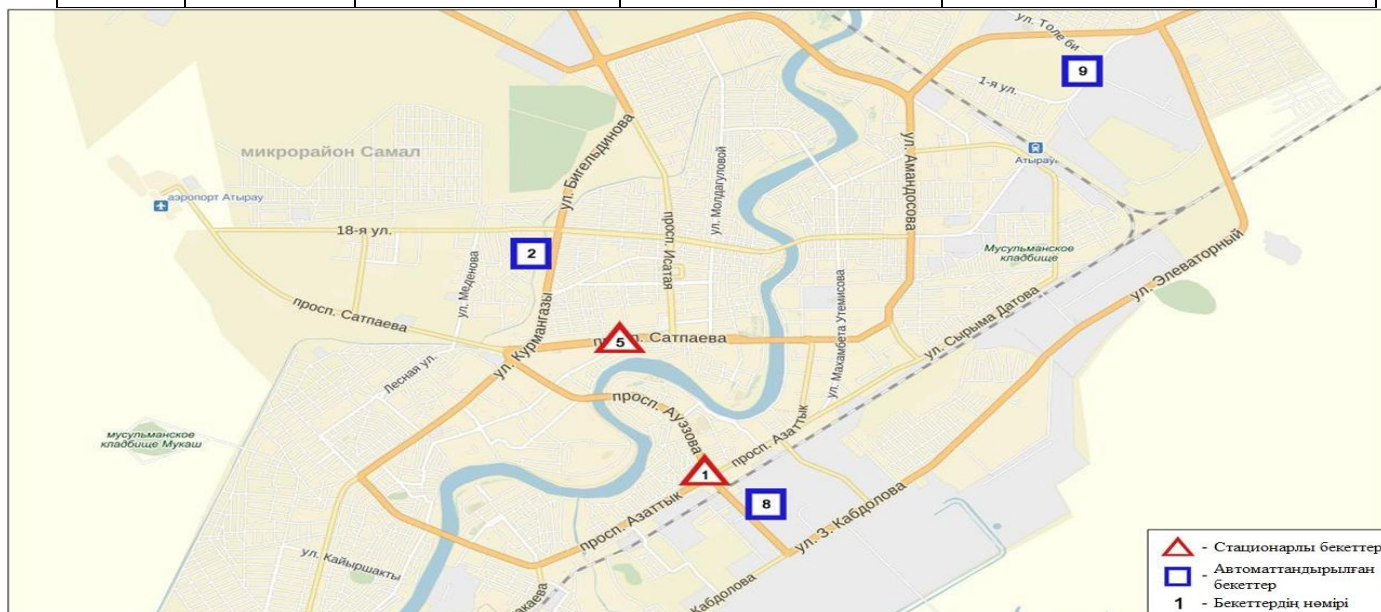 ул. Толе би
9
1-я ул.
ул. Бигельдинова
микрорайон Самал
ул. Молдагуловой
ул. Амандосова
Атырау
аэропорт Атырау
18-я ул.
2
просп. Исатая
Мусульманское
кладбище
ул. Элеваторный
ул. Меденова
просп. Сатпаева
ул. Курмангазы
5
Сатпаева
ул. Махамбета Утемисова
ул. Сырыма Датова
Лесная ул.
просп. Ауэзова
просп. Азаттык
мусульманское
кладбище Мукаш
1
8
просп. Азаттык
ул. З. Кабдолова
ул. Кайыршакты
Кабдолова
- Стационарлы бекеттер
- Автоматтандырылған
бекеттер
1 - Бекеттердің нөмірі